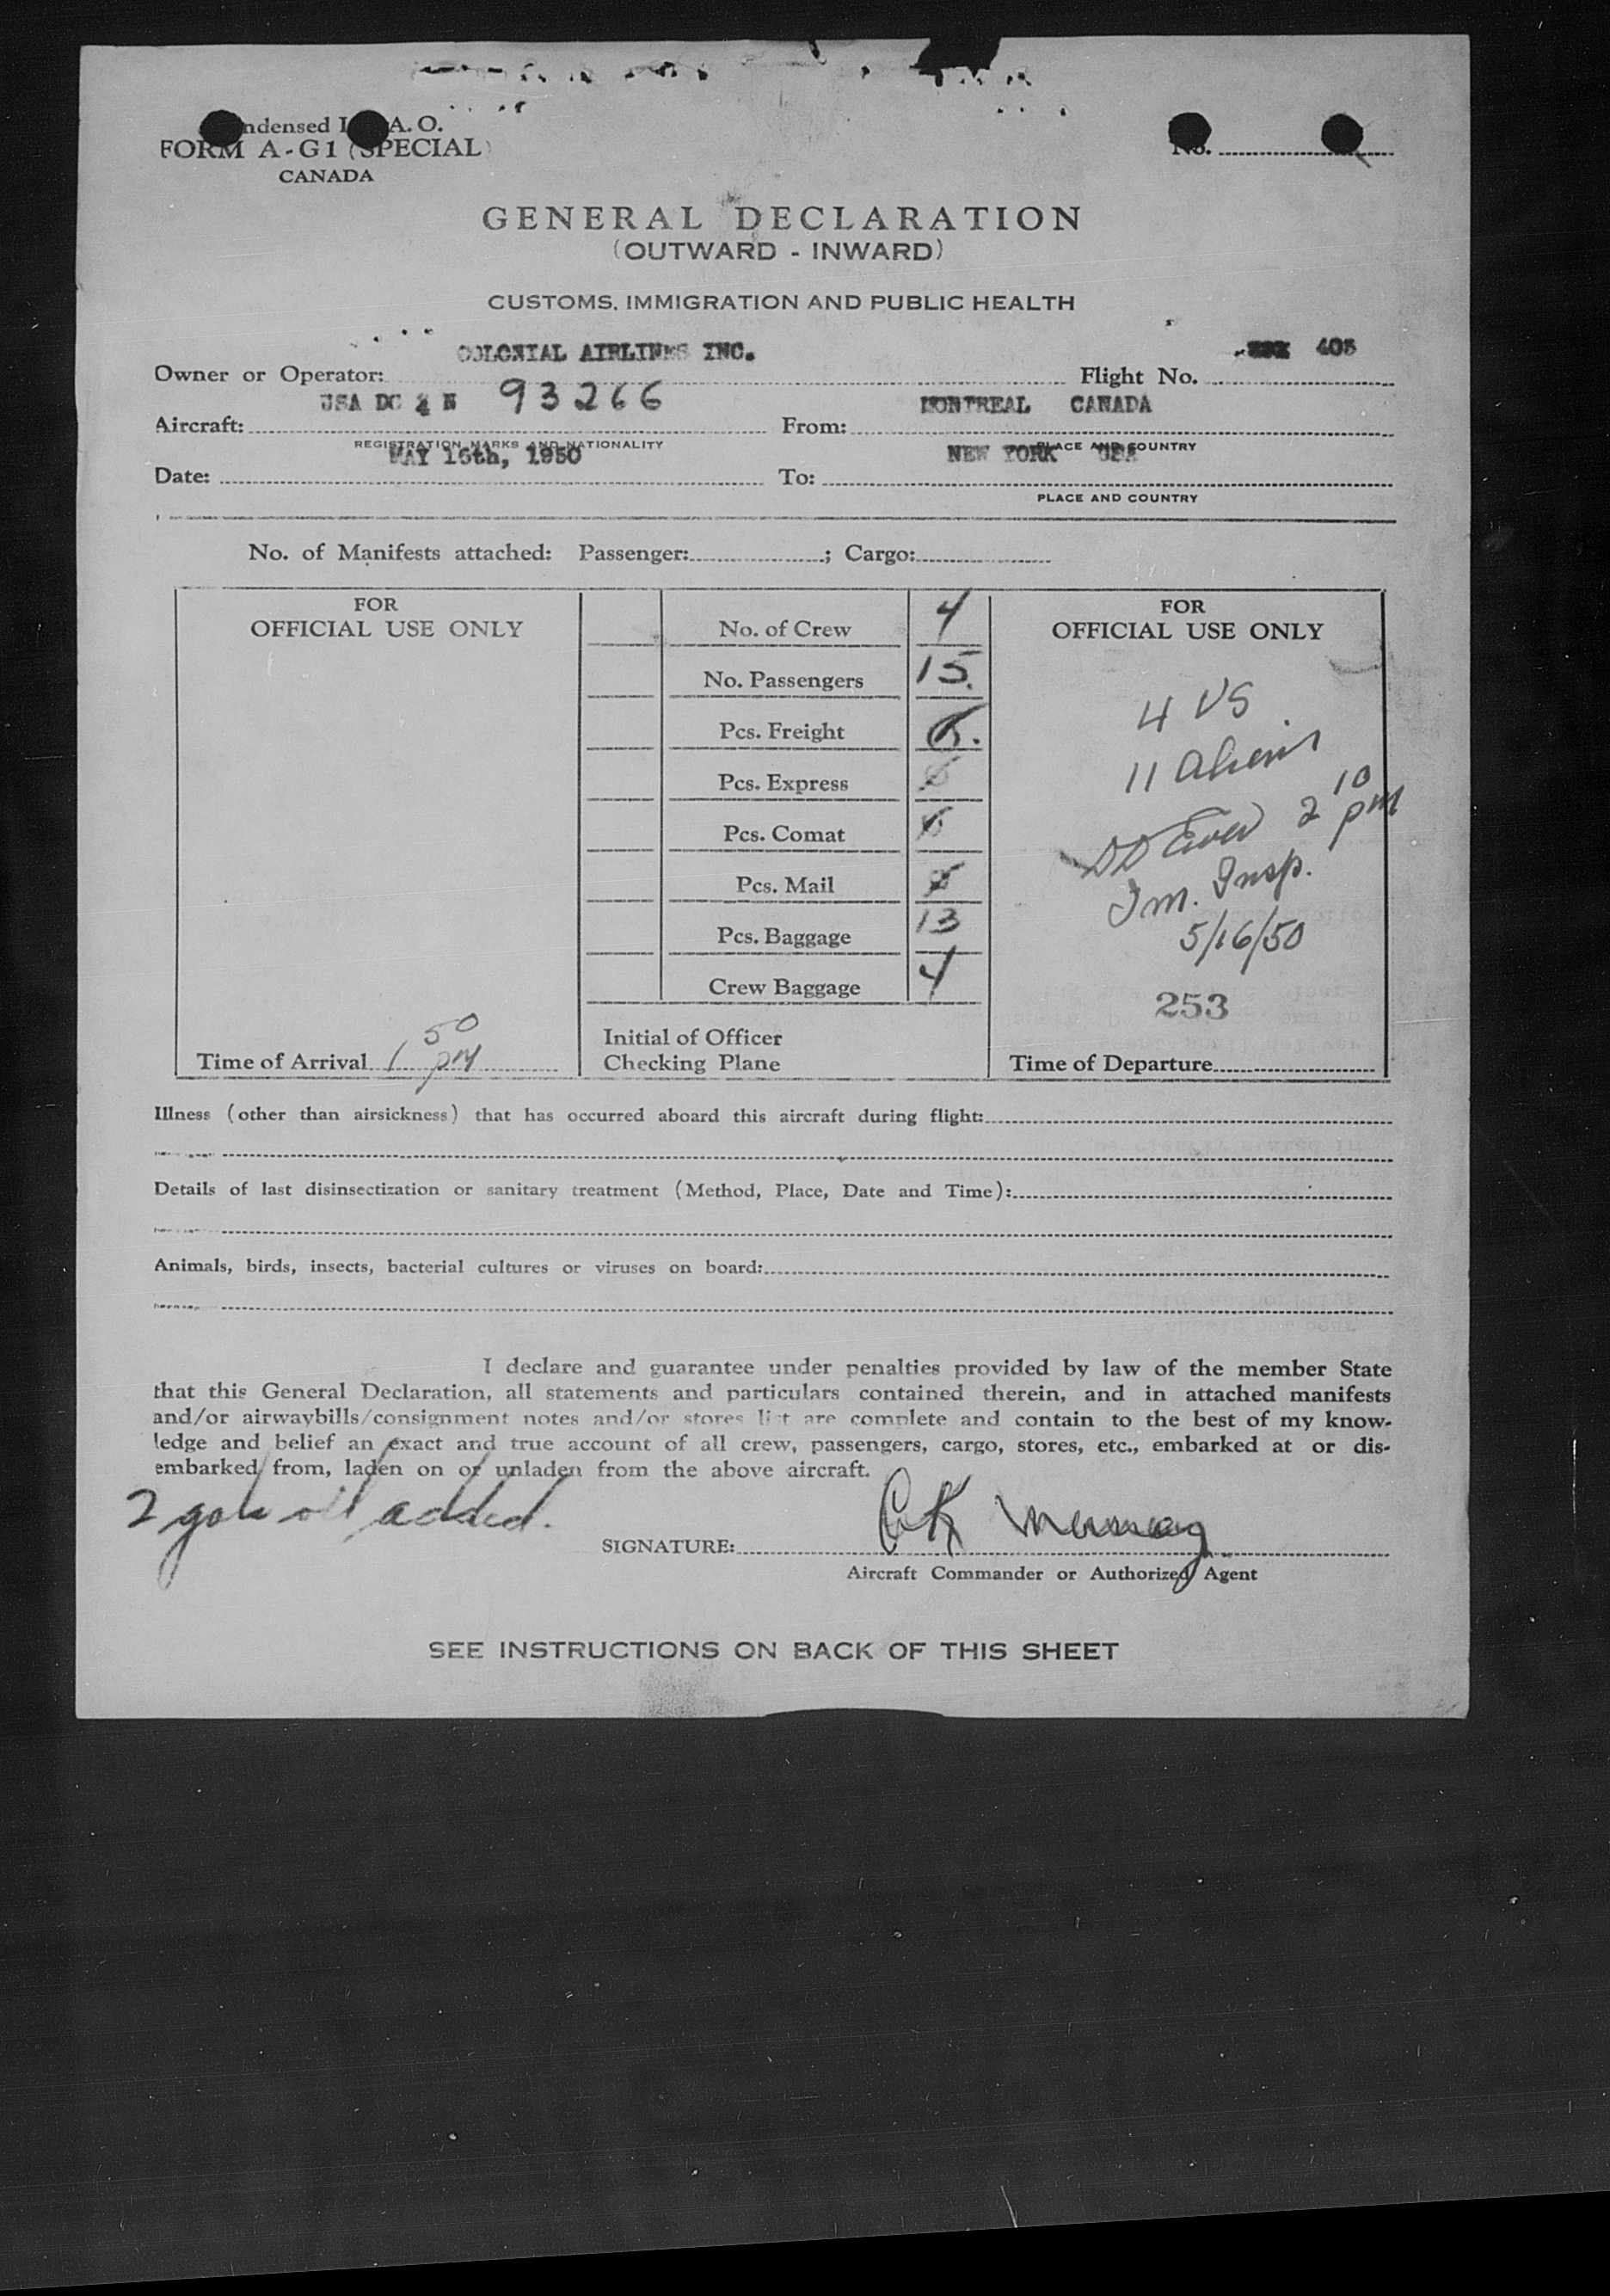 ndensed I A. O.
FORM A-G1 (SPECIAL)
CANADA
No.
GENERAL DECLARATION
(OUTWARD - INWARD)
CUSTOMS, IMMIGRATION AND PUBLIC HEALTH
COLONIAL AIRLINES INC. 405
Owner or Operator: Flight No.
USA DC 4 N 93266 MONTREAL CANADA
Aircraft: From:
REGISTRATION MARKS AND NATIONALITY PLACE AND COUNTRY
MAY 16th, 1950 NEW YORK USA
Date: To:
PLACE AND COUNTRY
No. of Manifests attached: Passenger: ; Cargo:
FOR
OFFICIAL USE ONLY
Time of Arrival 1 50 PM
No. of Crew 4
No. Passengers 15.
Pcs. Freight
Pcs. Express
Pcs. Comat
Pcs. Mail
Pcs. Baggage 13
Crew Baggage 4
Initial of Officer
Checking Plane
FOR
OFFICIAL USE ONLY
4 US
11 Aliens
2 10 pm
Im. Insp.
5/16/50
253
Time of Departure
Illness (other than airsickness) that has occurred aboard this aircraft during flight:
Details of last disinsectization or sanitary treatment (Method, Place, Date and Time):
Animals, birds, insects, bacterial cultures or viruses on board:
I declare and guarantee under penalties provided by law of the member State
that this General Declaration, all statements and particulars contained therein, and in attached manifests
and/or airwaybills/consignment notes and/or stores list are complete and contain to the best of my know-
ledge and belief an exact and true account of all crew, passengers, cargo, stores, etc., embarked at or dis-
embarked from, laden on or unladen from the above aircraft.
2 gals oil added.
SIGNATURE: CK Murray
Aircraft Commander or Authorized Agent
SEE INSTRUCTIONS ON BACK OF THIS SHEET